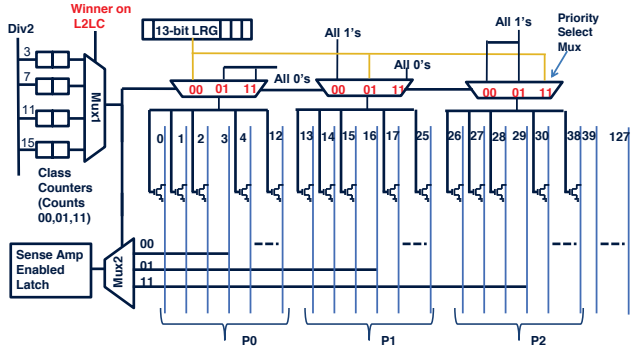 Winner on
L2LC
Div2
3
7
11
15
Mux1
Class
Counters
(Counts
00,01,11)
13-bit LRG
All 1's
All 1's
Priority
Select
Mux
All 0's
All 0's
00 01 11
00 01 11
00 01 11
0 1 2 3 4 12 13 14 15 16 17 25 26 27 28 29 30 38 39 127
Sense Amp
Enabled
Latch
Mux2
00
01
11
P0
P1
P2